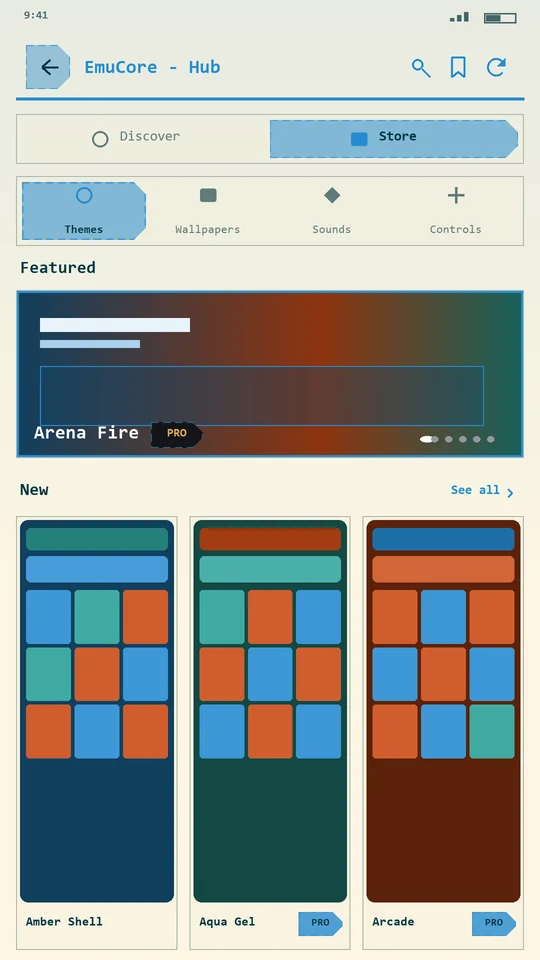 9:41
EmuCore - Hub
Discover
Store
Themes
Wallpapers
Sounds
Controls
Featured
Arena Fire
PRO
New
See all
Amber Shell
Aqua Gel
PRO
Arcade
PRO